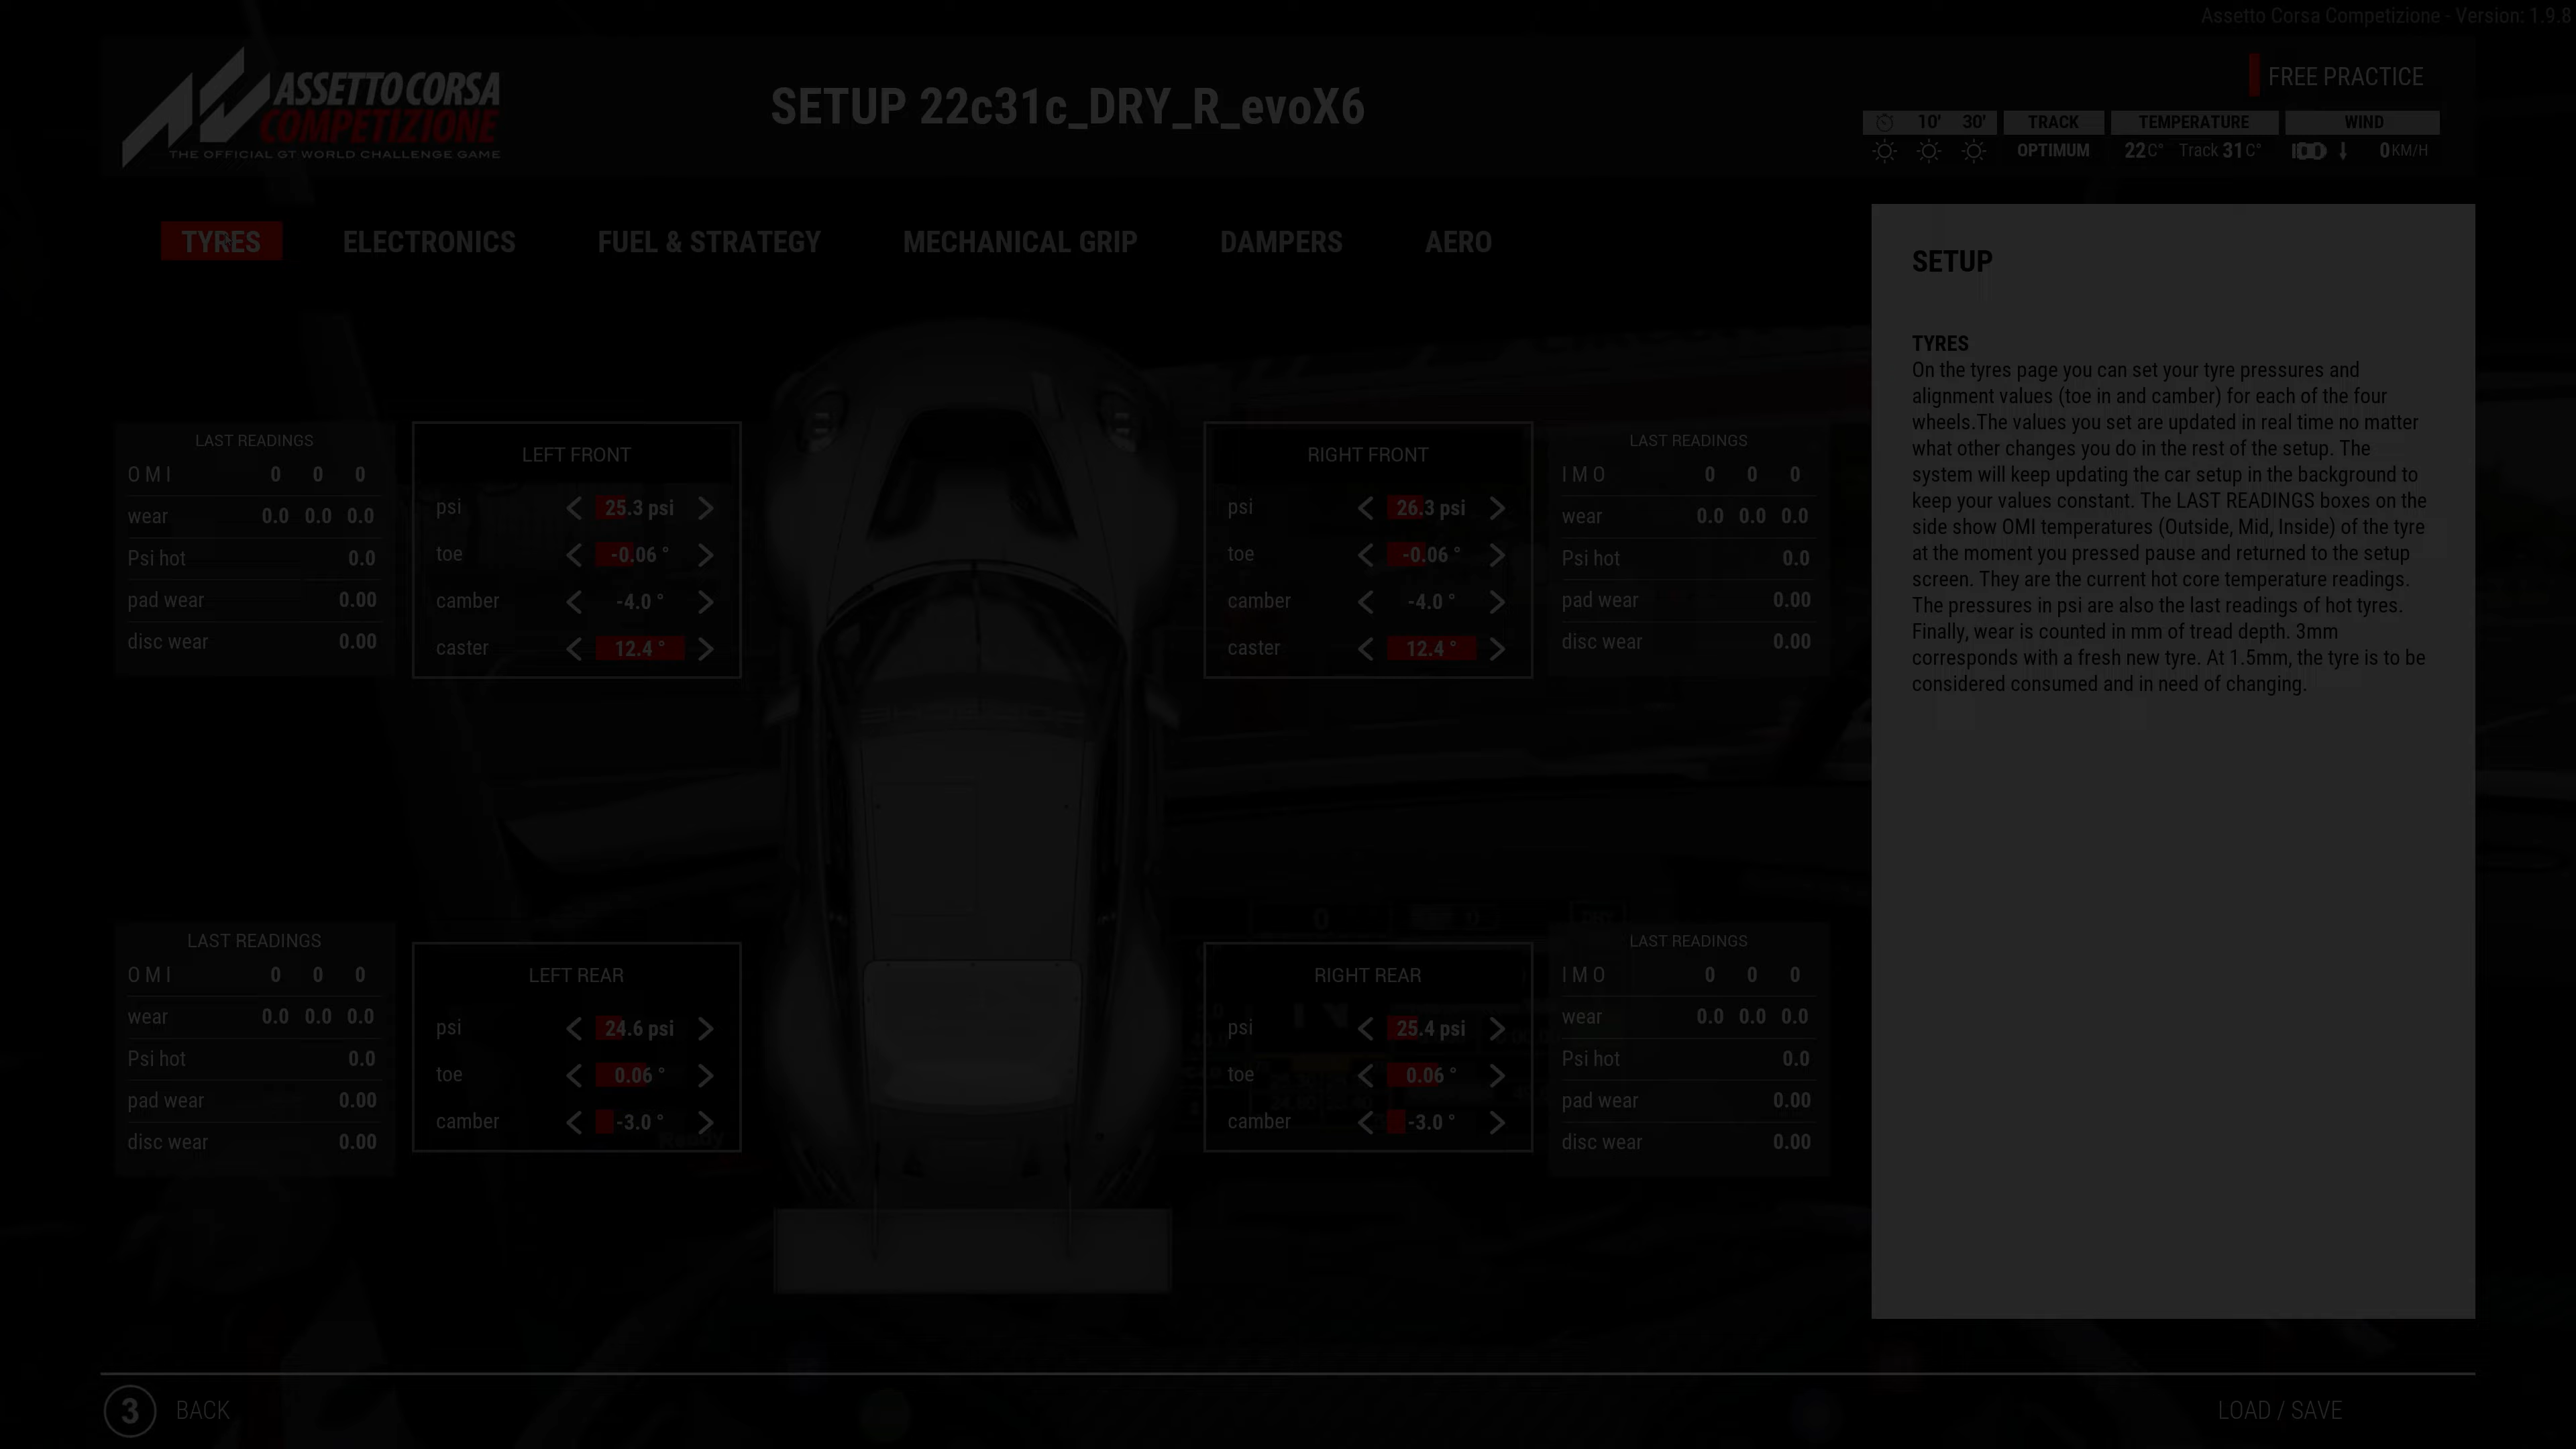 Assetto Corsa Competizione - Version: 1.9.8
ASSETTO CORSA
COMPETIZIONE
THE OFFICIAL GT WORLD CHALLENGE GAME
SETUP 22c31c_DRY_R_evoX6
FREE PRACTICE
10' 30' TRACK TEMPERATURE WIND
OPTIMUM 22 C° Track 31 C° 0 KM/H
TYRES ELECTRONICS FUEL & STRATEGY MECHANICAL GRIP DAMPERS AERO
LAST READINGS
O M I 0 0 0
wear 0.0 0.0 0.0
Psi hot 0.0
pad wear 0.00
disc wear 0.00
LEFT FRONT
psi 25.3 psi
toe -0.06 °
camber -4.0 °
caster 12.4 °
RIGHT FRONT
psi 26.3 psi
toe -0.06 °
camber -4.0 °
caster 12.4 °
LAST READINGS
I M O 0 0 0
wear 0.0 0.0 0.0
Psi hot 0.0
pad wear 0.00
disc wear 0.00
LAST READINGS
O M I 0 0 0
wear 0.0 0.0 0.0
Psi hot 0.0
pad wear 0.00
disc wear 0.00
LEFT REAR
psi 24.6 psi
toe 0.06 °
camber -3.0 °
Ready
RIGHT REAR
psi 25.4 psi
toe 0.06 °
camber -3.0 °
LAST READINGS
I M O 0 0 0
wear 0.0 0.0 0.0
Psi hot 0.0
pad wear 0.00
disc wear 0.00
SETUP
TYRES
On the tyres page you can set your tyre pressures and
alignment values (toe in and camber) for each of the four
wheels.The values you set are updated in real time no matter
what other changes you do in the rest of the setup. The
system will keep updating the car setup in the background to
keep your values constant. The LAST READINGS boxes on the
side show OMI temperatures (Outside, Mid, Inside) of the tyre
at the moment you pressed pause and returned to the setup
screen. They are the current hot core temperature readings.
The pressures in psi are also the last readings of hot tyres.
Finally, wear is counted in mm of tread depth. 3mm
corresponds with a fresh new tyre. At 1.5mm, the tyre is to be
considered consumed and in need of changing.
3 BACK
LOAD / SAVE